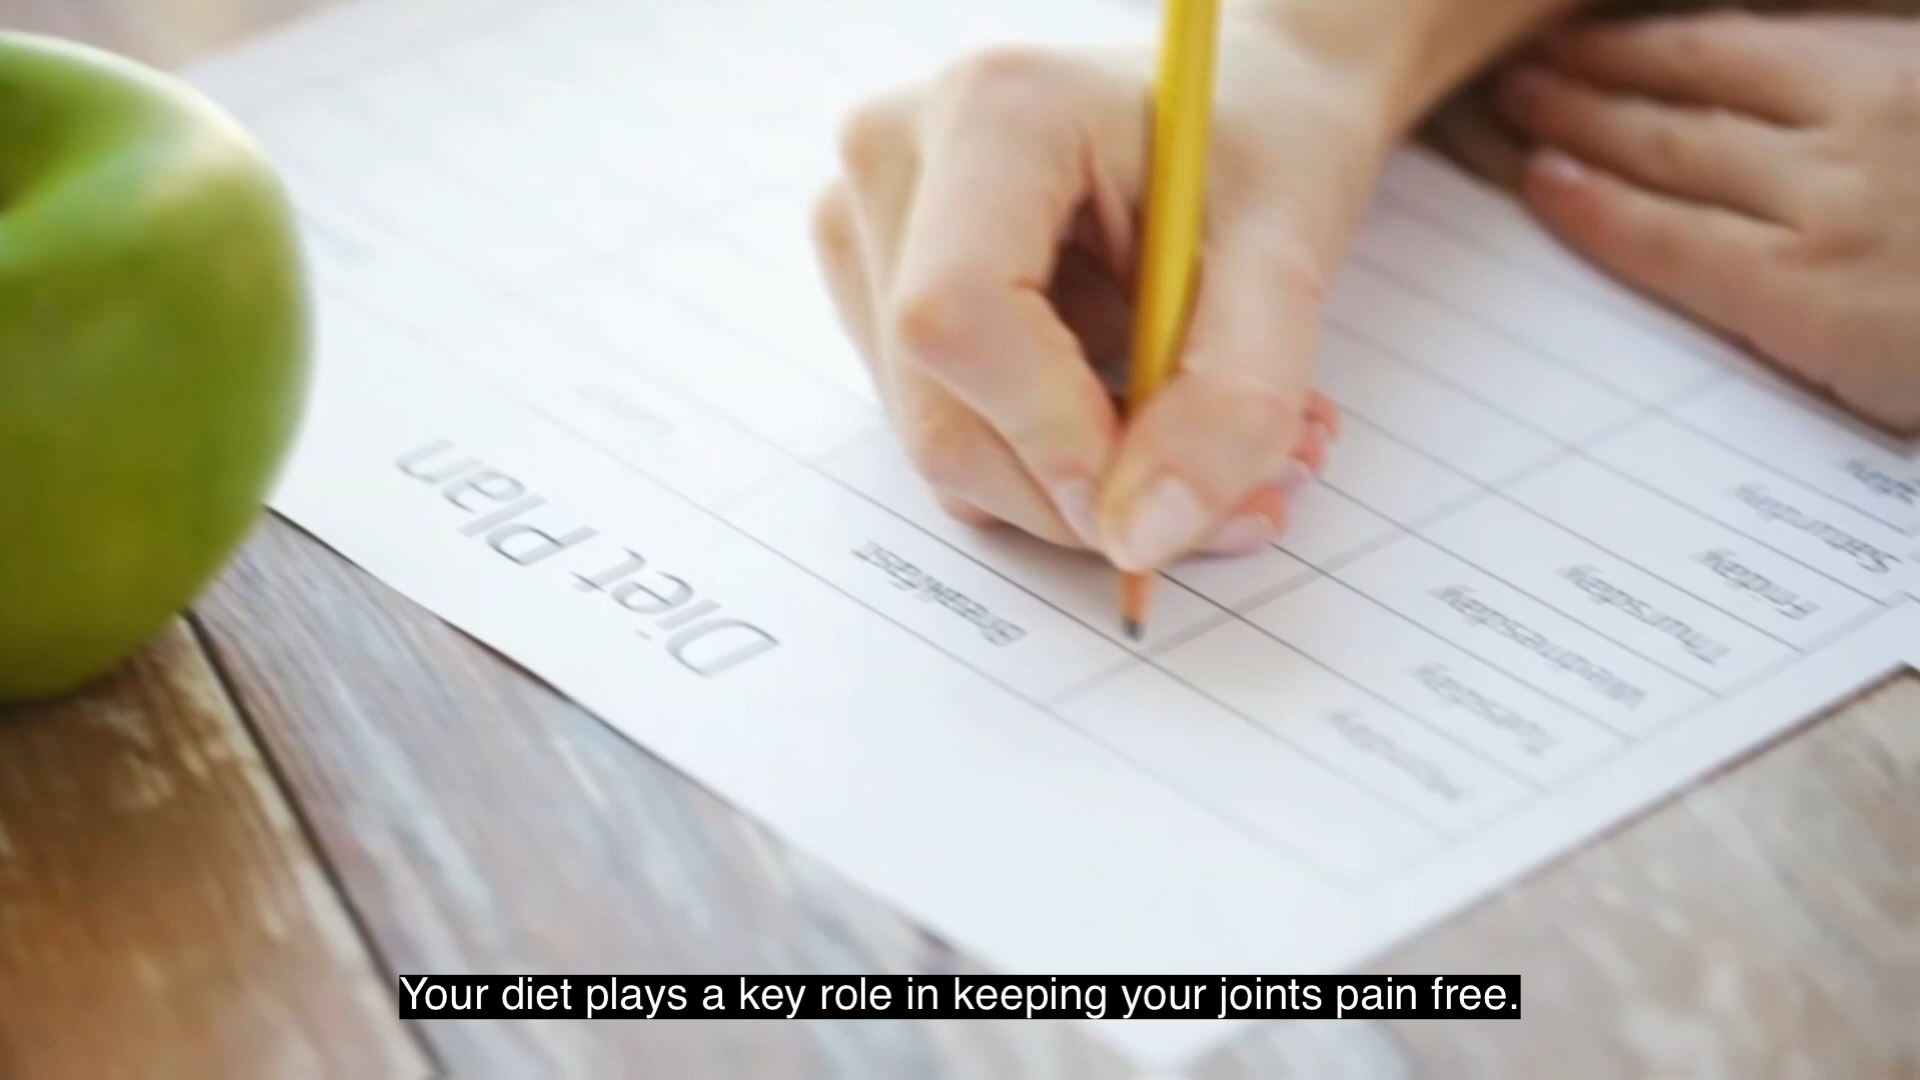 Diet Plan
Breakfast
Monday
Tuesday
Wednesday
Thursday
Friday
Saturday
Your diet plays a key role in keeping your joints pain free.